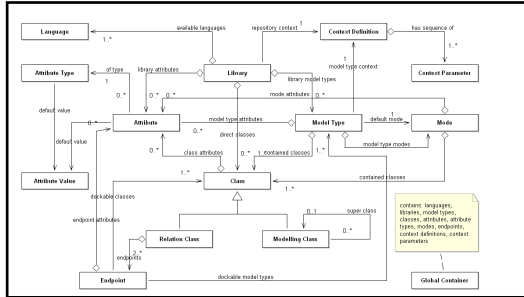 available languages
repository context
1
Language
Context Definition
has sequence of
1..*
library attributes
Library
1
1..*
library model types
model type context
Attribute Type
of type
Context Parameter
1
0..*
0..*
mode attributes
0..*
0..*
0..*
1
default value
model type attributes
Attribute
Model Type
default mode
Mode
0..*
0..*
direct classes
default value
model type modes
class attributes
1
contained classes
0..*
1..*
Attribute Value
1..*
contained classes
Class
1..*
dockable classes
contains: languages,
libraries, model types,
classes, attributes, attribute
types, modes, endpoints,
context definitions, context
parameters
endpoint attributes
0..1
super class
Relation Class
Modelling Class
0..*
2..*
endpoints
Endpoint
dockable model types
Global Container